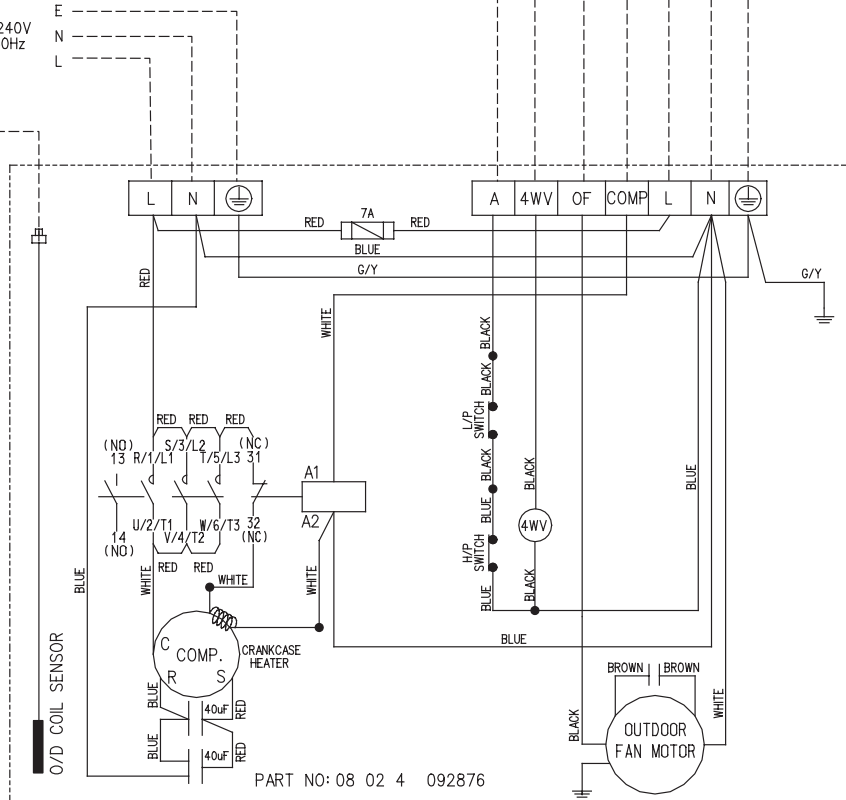 E
240V
N
0Hz
L
L N
A 4WV OF COMP L N
7A
RED RED
BLUE
G/Y
G/Y
RED
WHITE
BLACK
BLACK
L/P SWITCH
BLACK
BLUE
H/P SWITCH
BLUE
BLACK
4WV
BLACK
BLUE
RED RED RED
(NO) S/3/L2 (NC)
13 R/1/L1 T/5/L3 31
A1
A2
U/2/T1 W/6/T3 32
14 V/4/T2 (NC)
(NO)
RED RED
WHITE
WHITE
WHITE
BLUE
BLUE
C
COMP.
R S
CRANKCASE
HEATER
BLUE
40uF
RED
BLUE
40uF
RED
O/D COIL SENSOR
BROWN BROWN
WHITE
BLACK
OUTDOOR
FAN MOTOR
PART NO: 08 02 4 092876